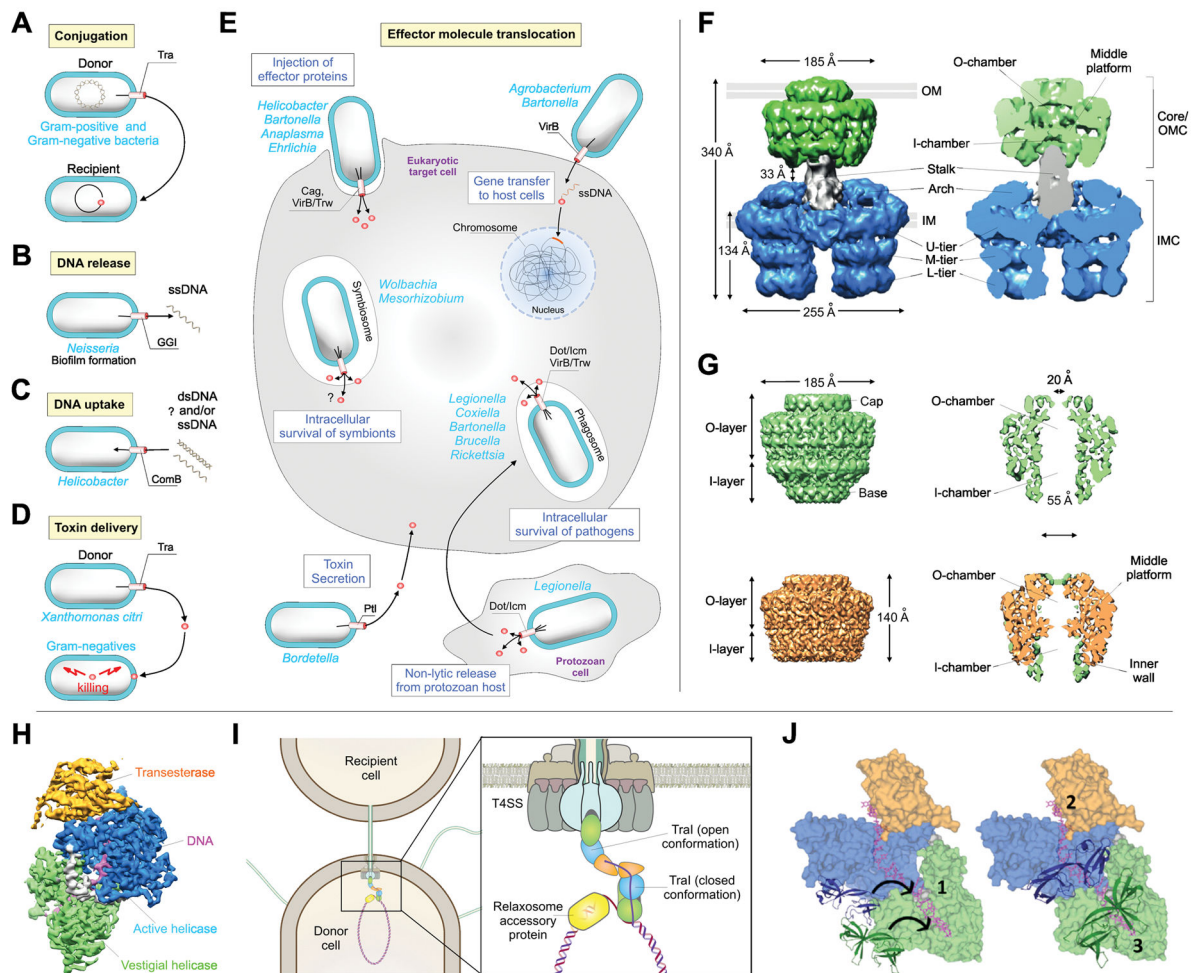 A
Conjugation
Donor
Tra
Gram-positive and
Gram-negative bacteria
Recipient
B
DNA release
ssDNA
Neisseria
GGI
Biofilm formation
C
DNA uptake
dsDNA
? and/or
ssDNA
Helicobacter
ComB
D
Toxin delivery
Donor
Tra
Xanthomonas citri
Gram-negatives
killing
E
Effector molecule translocation
Injection of
effector proteins
Helicobacter
Bartonella
Anaplasma
Ehrlichia
Cag,
VirB/Trw
Eukaryotic
target cell
Agrobacterium
Bartonella
VirB
Gene transfer
to host cells
ssDNA
Chromosome
Nucleus
Wolbachia
Mesorhizobium
Symbiosome
?
Intracellular
survival of symbionts
Dot/Icm
VirB/Trw
Legionella
Coxiella
Bartonella
Brucella
Rickettsia
Phagosome
Intracellular
survival of pathogens
Toxin
Secretion
Ptl
Bordetella
Legionella
Dot/Icm
Protozoan
cell
Non-lytic release
from protozoan host
F
185 Å
OM
340 Å
33 Å
134 Å
IM
255 Å
O-chamber
Middle
platform
I-chamber
Stalk
Arch
U-tier
M-tier
L-tier
Core/
OMC
IMC
G
185 Å
Cap
O-layer
I-layer
Base
20 Å
O-chamber
I-chamber
55 Å
O-layer
I-layer
140 Å
O-chamber
Middle
platform
I-chamber
Inner
wall
H
Transesterase
DNA
Active helicase
Vestigial helicase
I
Recipient
cell
Donor
cell
T4SS
TraI (open
conformation)
TraI (closed
conformation)
Relaxosome
accessory
protein
J
1
2
3